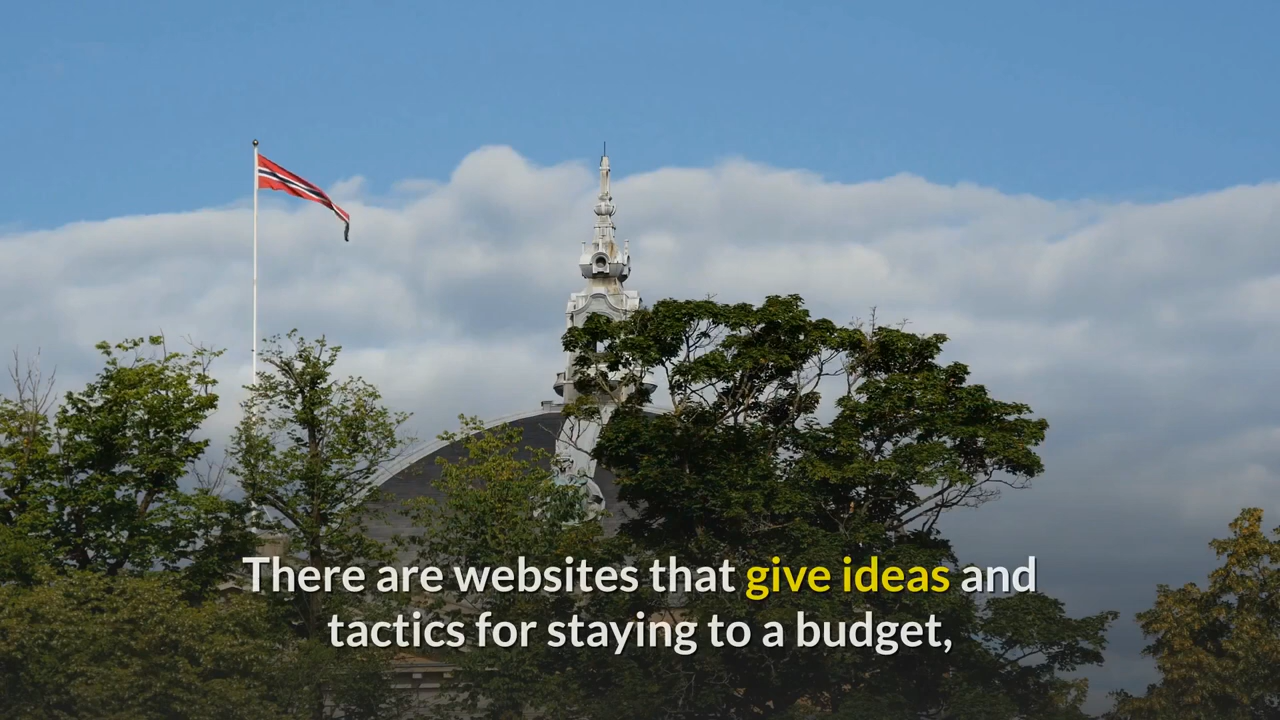 There are websites that give ideas and
tactics for staying to a budget,